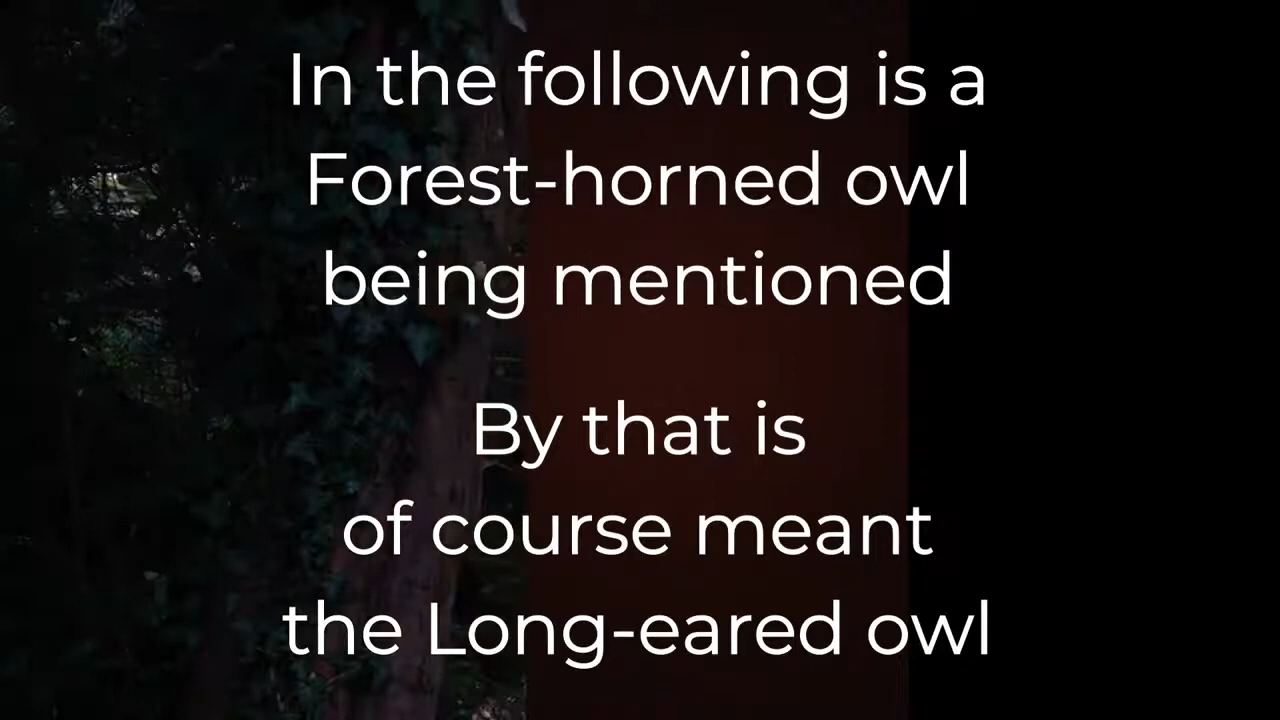 In the following is a
Forest-horned owl
being mentioned
By that is
of course meant
the Long-eared owl